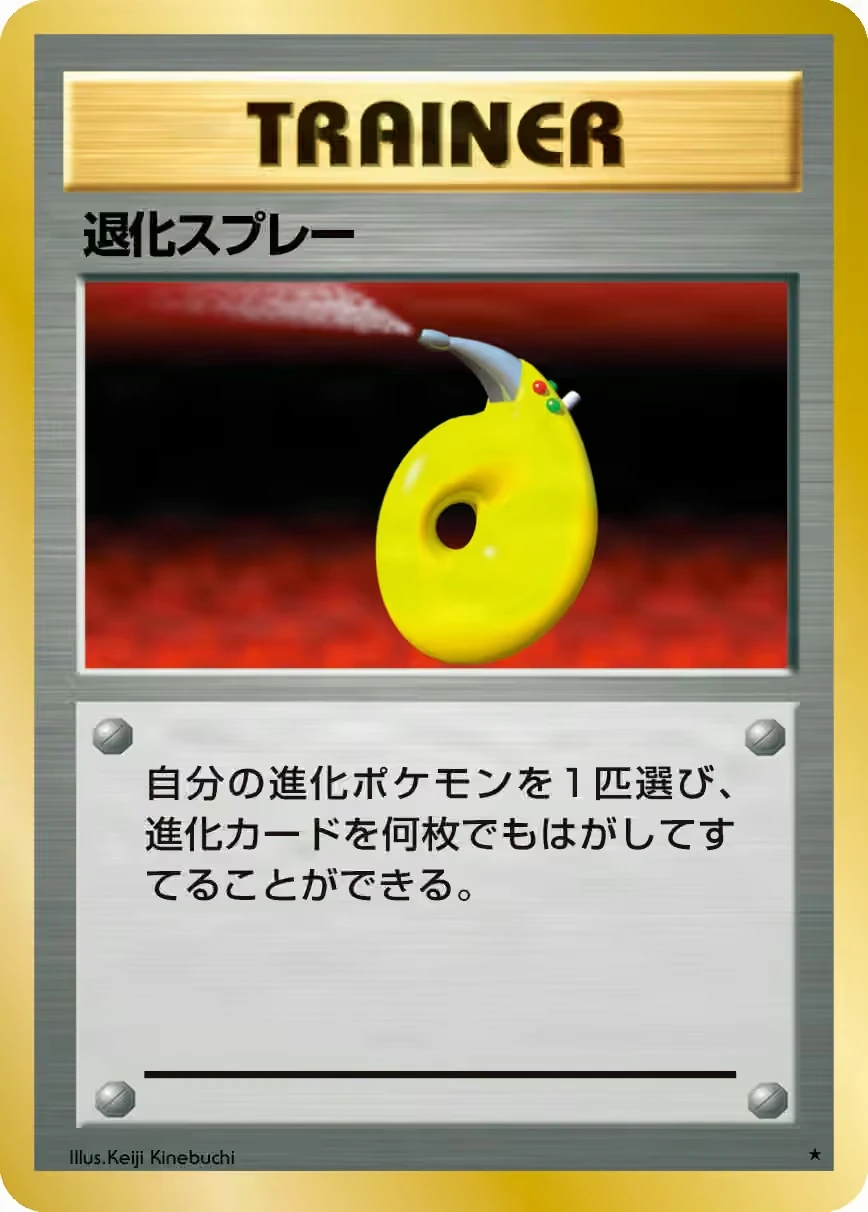 TRAINER
退化スプレー
自分の進化ポケモンを1匹選び、
進化カードを何枚でもはがしてす
てることができる。
Illus.Keiji Kinebuchi
★